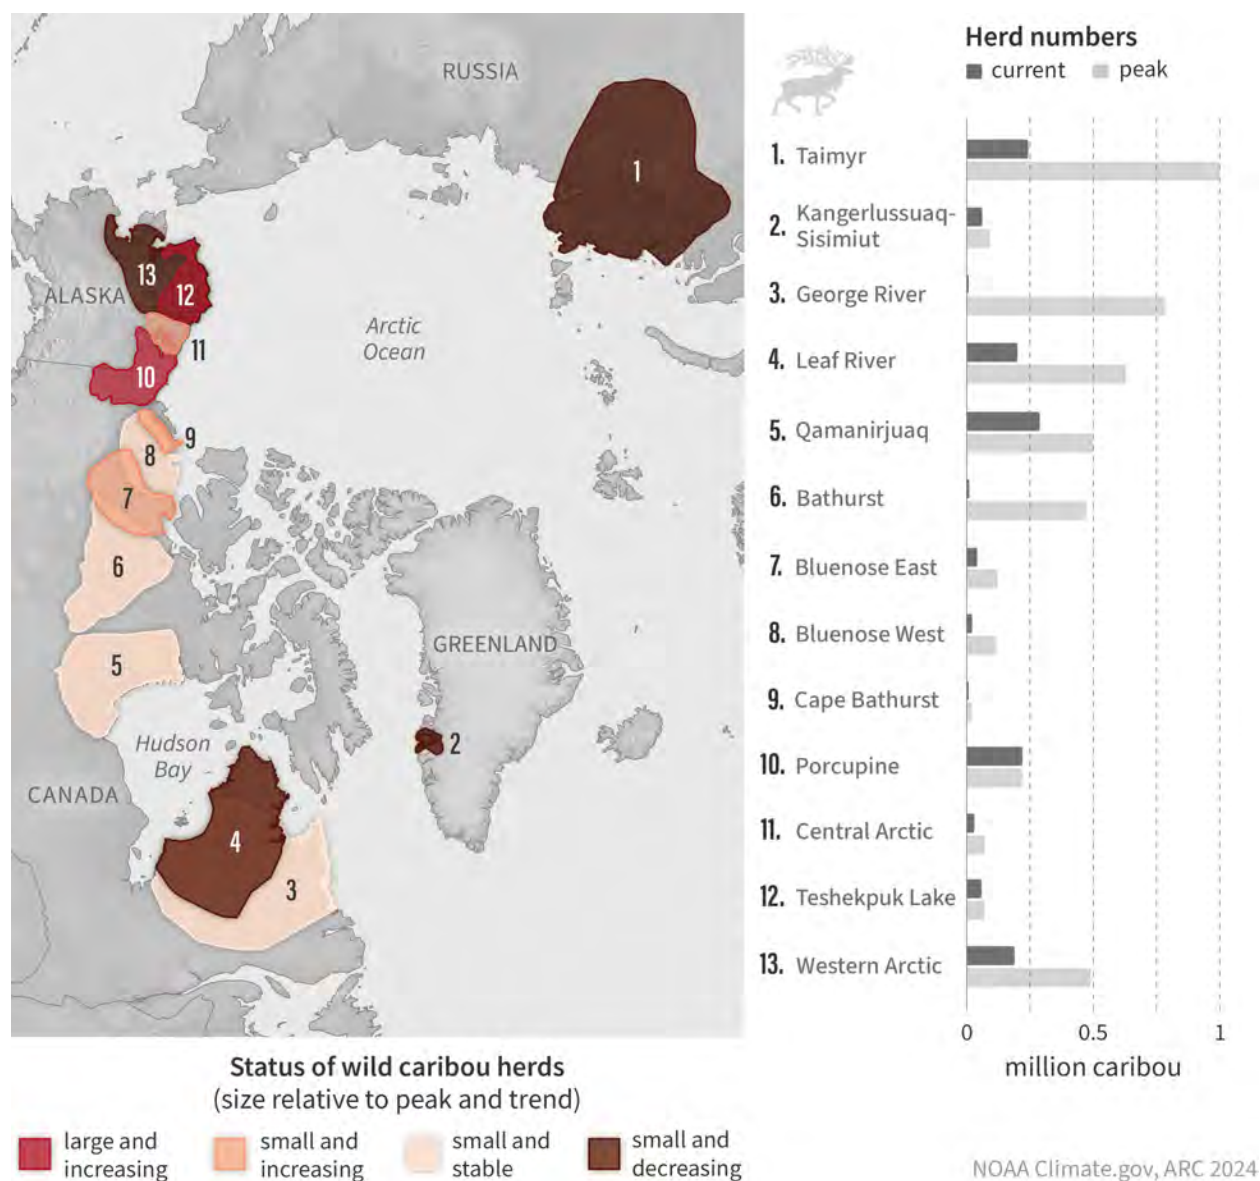 RUSSIA
1
13
ALASKA
12
11
10
Arctic
Ocean
9
8
7
6
5
GREENLAND
Hudson
Bay
2
CANADA
4
3
Herd numbers
current peak
1. Taimyr
2. Kangerlussuaq-
Sisimiut
3. George River
4. Leaf River
5. Qamanirjuaq
6. Bathurst
7. Bluenose East
8. Bluenose West
9. Cape Bathurst
10. Porcupine
11. Central Arctic
12. Teshekpuk Lake
13. Western Arctic
0 0.5 1
million caribou
Status of wild caribou herds
(size relative to peak and trend)
large and
increasing
small and
increasing
small and
stable
small and
decreasing
NOAA Climate.gov, ARC 2024